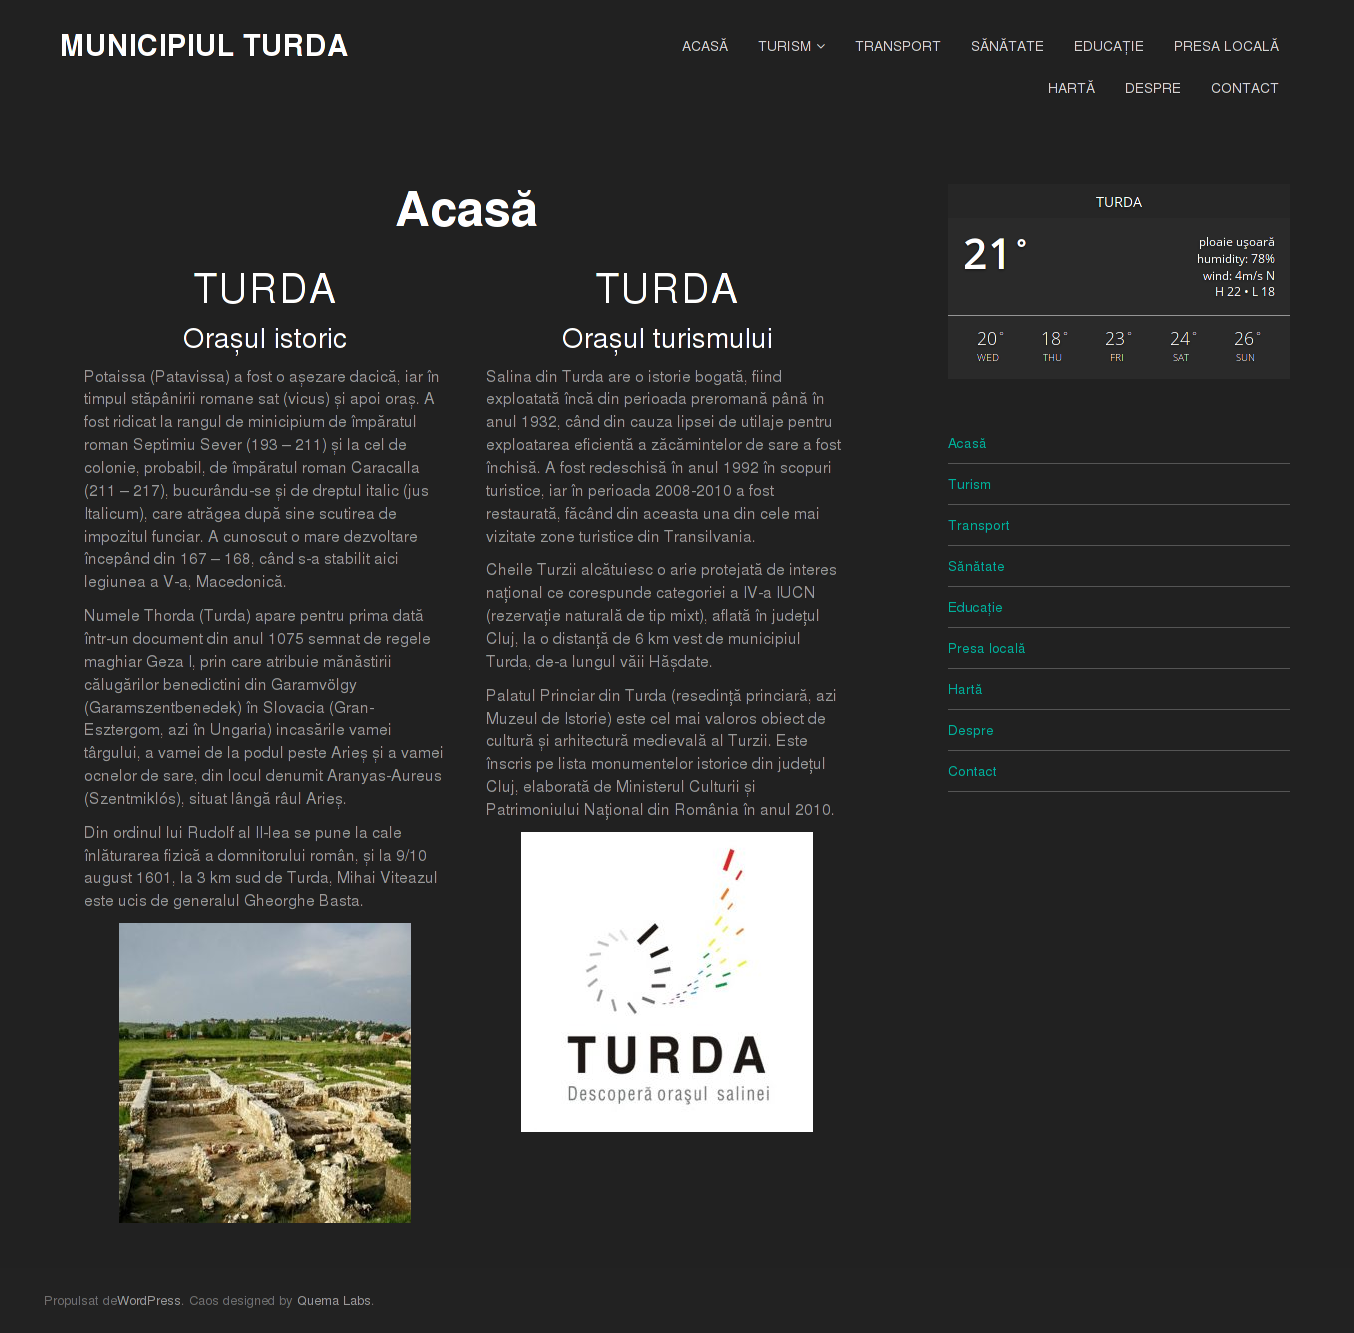 MUNICIPIUL TURDA
ACASĂ TURISM TRANSPORT SĂNĂTATE EDUCAȚIE PRESA LOCALĂ
HARTĂ DESPRE CONTACT
Acasă
TURDA
Orașul istoric
Potaissa (Patavissa) a fost o așezare dacică, iar în
timpul stăpânirii romane sat (vicus) și apoi oraș. A
fost ridicat la rangul de minicipium de împăratul
roman Septimiu Sever (193 – 211) și la cel de
colonie, probabil, de împăratul roman Caracalla
(211 – 217), bucurându-se și de dreptul italic (jus
Italicum), care atrăgea după sine scutirea de
impozitul funciar. A cunoscut o mare dezvoltare
începând din 167 – 168, când s-a stabilit aici
legiunea a V-a, Macedonică.
Numele Thorda (Turda) apare pentru prima dată
într-un document din anul 1075 semnat de regele
maghiar Geza I, prin care atribuie mănăstirii
călugărilor benedictini din Garamvölgy
(Garamszentbenedek) în Slovacia (Gran-
Esztergom, azi în Ungaria) incasările vamei
târgului, a vamei de la podul peste Arieș și a vamei
ocnelor de sare, din locul denumit Aranyas-Aureus
(Szentmiklós), situat lângă râul Arieș.
Din ordinul lui Rudolf al II-lea se pune la cale
înlăturarea fizică a domnitorului român, și la 9/10
august 1601, la 3 km sud de Turda, Mihai Viteazul
este ucis de generalul Gheorghe Basta.
TURDA
Orașul turismului
Salina din Turda are o istorie bogată, fiind
exploatată încă din perioada preromană până în
anul 1932, când din cauza lipsei de utilaje pentru
exploatarea eficientă a zăcămintelor de sare a fost
închisă. A fost redeschisă în anul 1992 în scopuri
turistice, iar în perioada 2008-2010 a fost
restaurată, făcând din aceasta una din cele mai
vizitate zone turistice din Transilvania.
Cheile Turzii alcătuiesc o arie protejată de interes
național ce corespunde categoriei a IV-a IUCN
(rezervație naturală de tip mixt), aflată în județul
Cluj, la o distanță de 6 km vest de municipiul
Turda, de-a lungul văii Hășdate.
Palatul Princiar din Turda (resedință princiară, azi
Muzeul de Istorie) este cel mai valoros obiect de
cultură și arhitectură medievală al Turzii. Este
înscris pe lista monumentelor istorice din județul
Cluj, elaborată de Ministerul Culturii și
Patrimoniului Național din România în anul 2010.
TURDA
Descoperă oraşul salinei
TURDA
21°
ploaie uşoară
humidity: 78%
wind: 4m/s N
H 22 • L 18
20° 18° 23° 24° 26°
WED THU FRI SAT SUN
Acasă
Turism
Transport
Sănătate
Educație
Presa locală
Hartă
Despre
Contact
Propulsat deWordPress. Caos designed by Quema Labs.